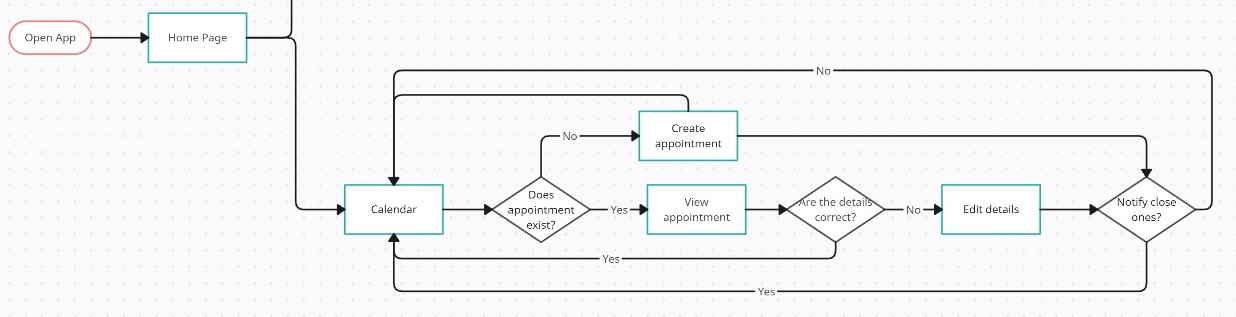 Open App
Home Page
No
Create
appointment
No
Calendar
Does
appointment
exist?
Yes
View
appointment
Are the details
correct?
No
Edit details
Notify close
ones?
Yes
Yes